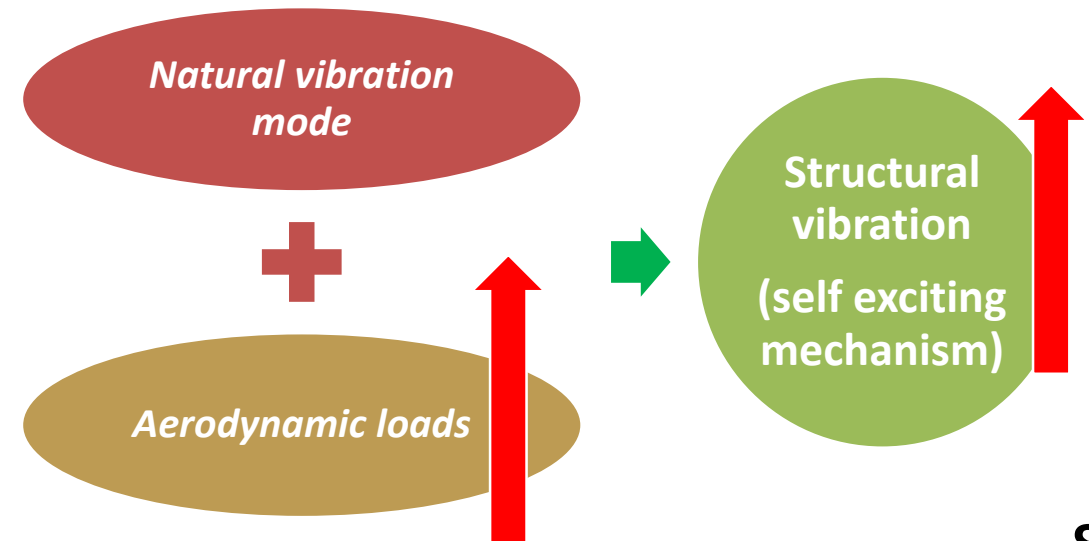 Natural vibration
mode
Aerodynamic loads
Structural
vibration
(self exciting
mechanism)